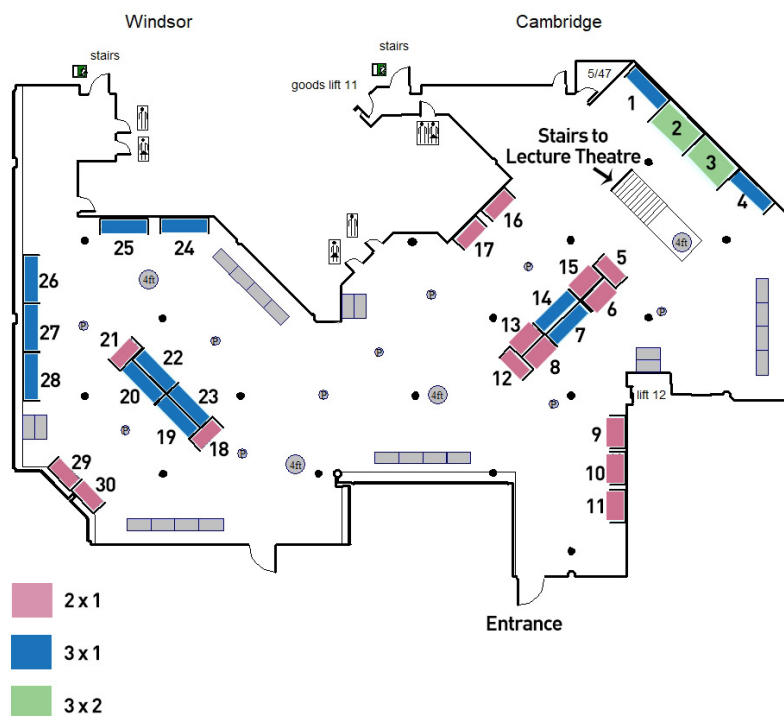 Windsor
Cambridge
stairs
stairs
goods lift 11
5/47
1
2
3
4
Stairs to
Lecture Theatre
16
17
4ft
25
24
5
15
6
26
4ft
14
7
27
P
P
P
P
13
21
22
P
P
8
12
28
20
23
lift 12
4ft
P
P
19
18
9
P
P
29
4ft
10
30
11
Entrance
2 x 1
3 x 1
3 x 2